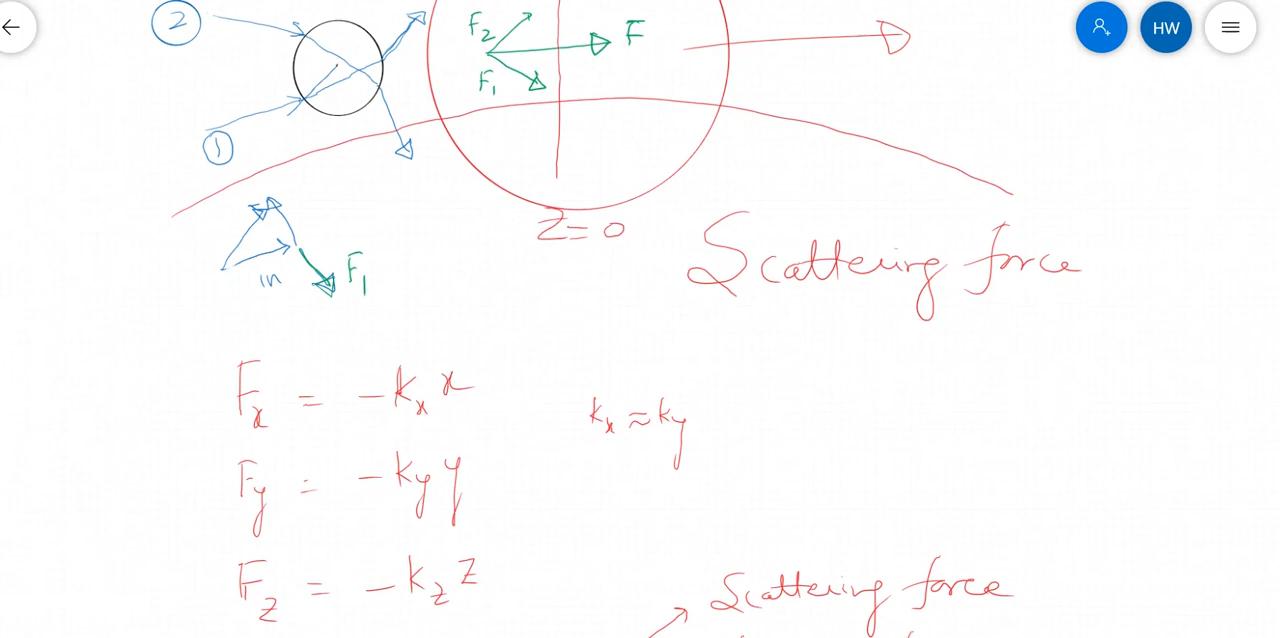 2
HW
F₂
F
F₁
1
z = 0
Scattering force
in
F₁
Fₓ = -kₓ x
kₓ ≈ ky
Fy = -ky y
Fz = -kz z
Scattering force